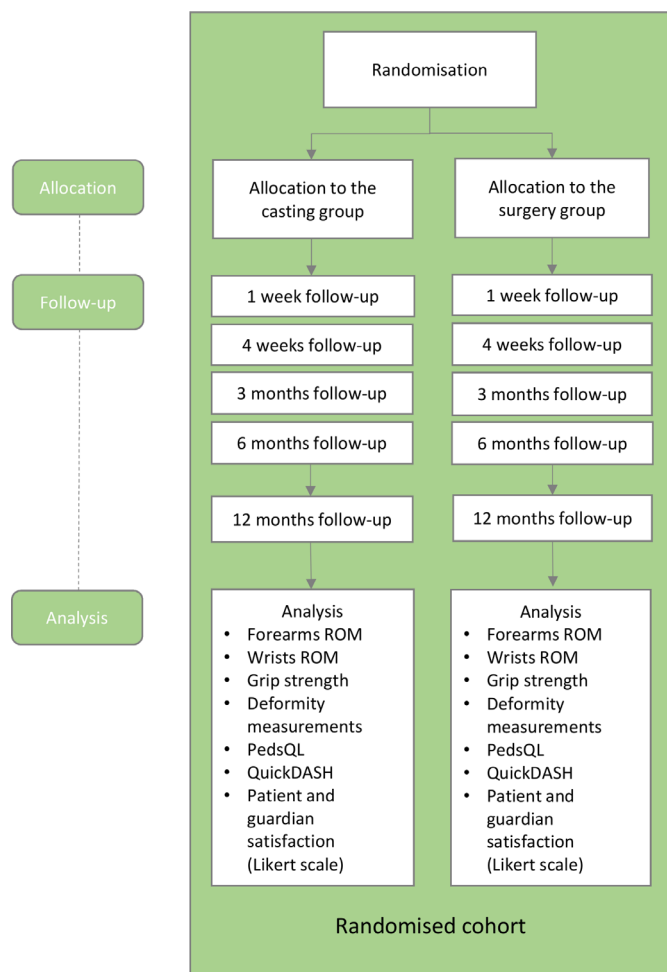 Randomisation
Allocation
Allocation to the
casting group
Allocation to the
surgery group
Follow-up
1 week follow-up
1 week follow-up
4 weeks follow-up
4 weeks follow-up
3 months follow-up
3 months follow-up
6 months follow-up
6 months follow-up
12 months follow-up
12 months follow-up
Analysis
Analysis
• Forearms ROM
• Wrists ROM
• Grip strength
• Deformity
measurements
• PedsQL
• QuickDASH
• Patient and
guardian
satisfaction
(Likert scale)
Analysis
• Forearms ROM
• Wrists ROM
• Grip strength
• Deformity
measurements
• PedsQL
• QuickDASH
• Patient and
guardian
satisfaction
(Likert scale)
Randomised cohort